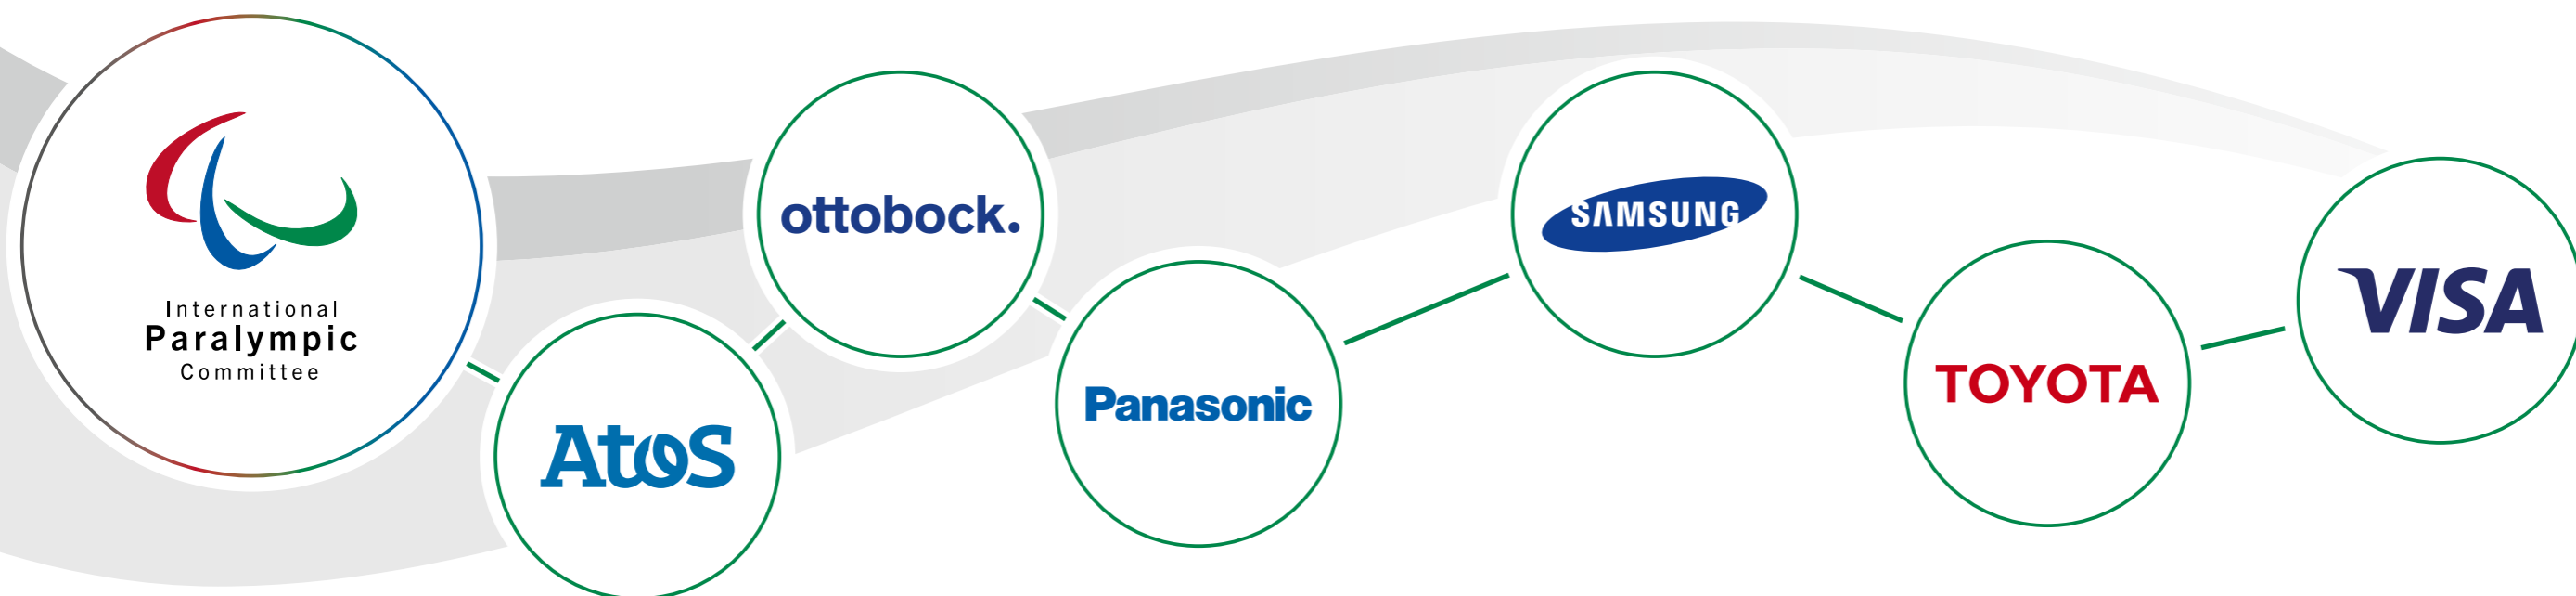 International
Paralympic
Committee
Atos
ottobock.
Panasonic
SAMSUNG
TOYOTA
VISA